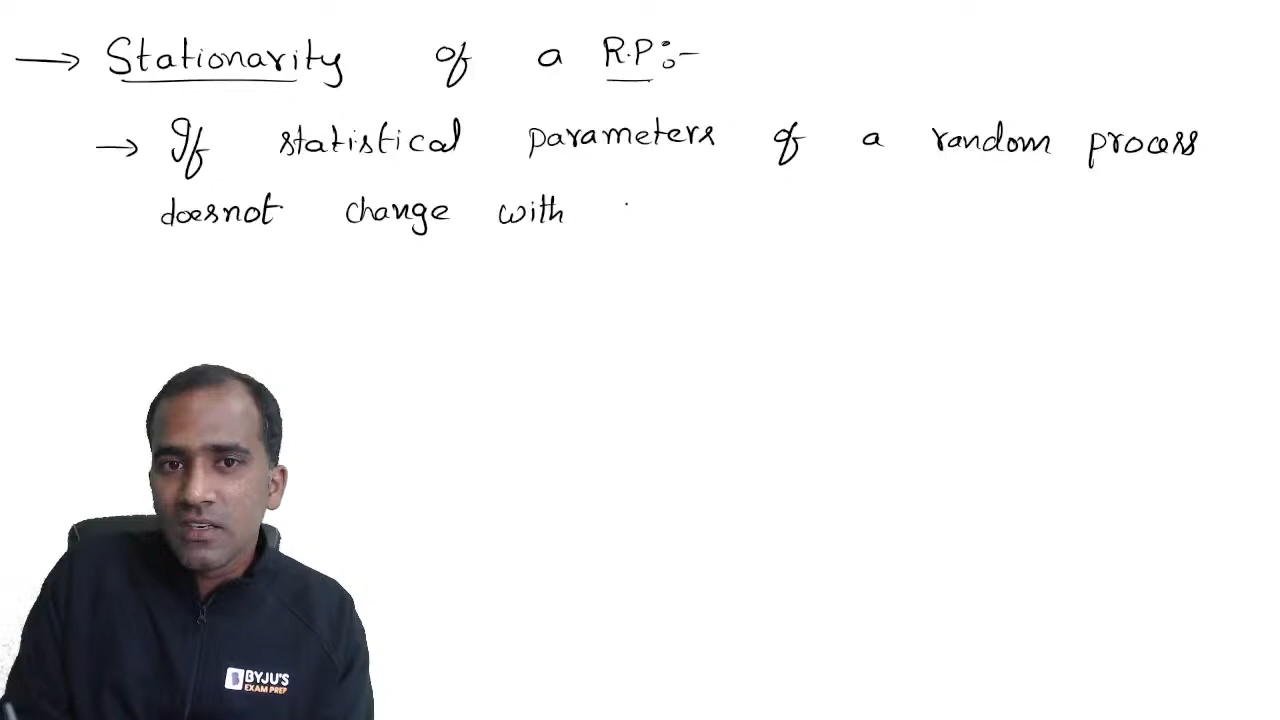 → Stationarity of a R.P:-
→ If statistical parameters of a random process
doesnot change with
BYJU'S
EXAM PREP